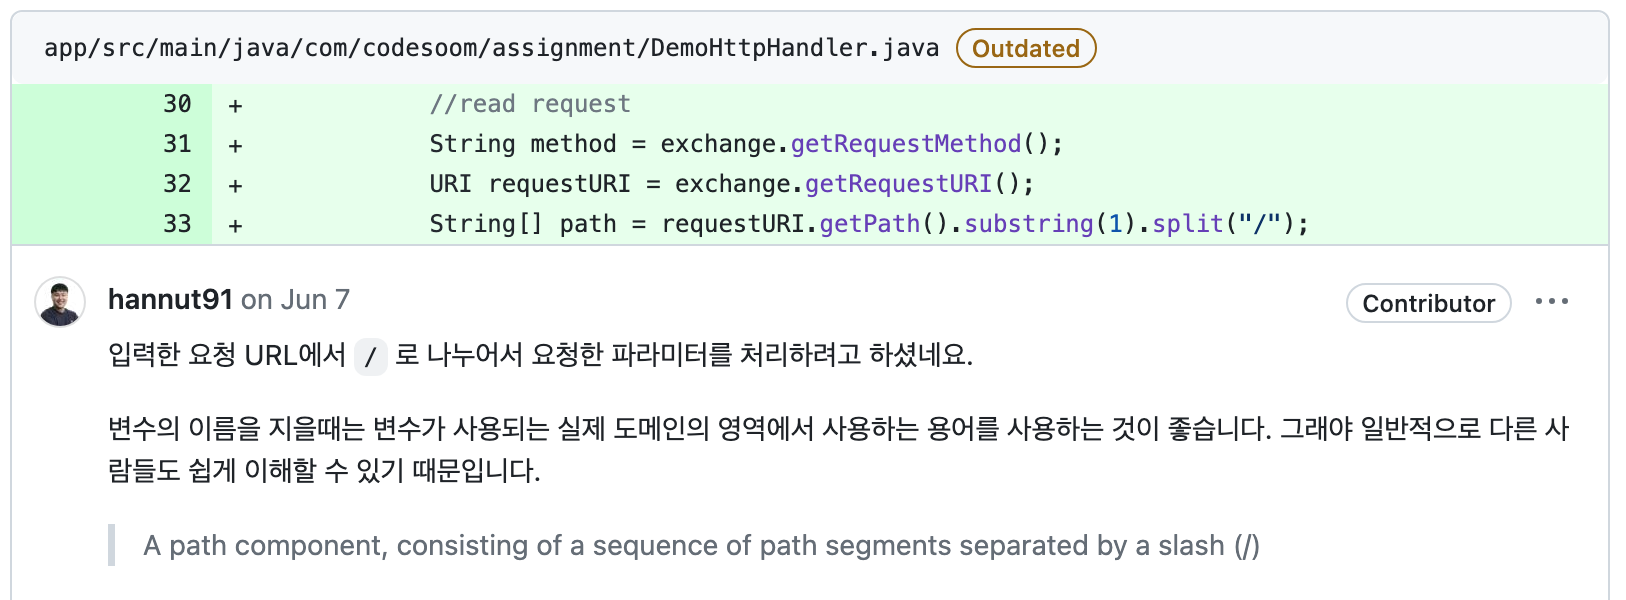 app/src/main/java/com/codesoom/assignment/DemoHttpHandler.java Outdated
30 + //read request
31 + String method = exchange.getRequestMethod();
32 + URI requestURI = exchange.getRequestURI();
33 + String[] path = requestURI.getPath().substring(1).split("/");
hannut91 on Jun 7 Contributor ...
입력한 요청 URL에서 / 로 나누어서 요청한 파라미터를 처리하려고 하셨네요.
변수의 이름을 지을때는 변수가 사용되는 실제 도메인의 영역에서 사용하는 용어를 사용하는 것이 좋습니다. 그래야 일반적으로 다른 사
람들도 쉽게 이해할 수 있기 때문입니다.
A path component, consisting of a sequence of path segments separated by a slash (/)